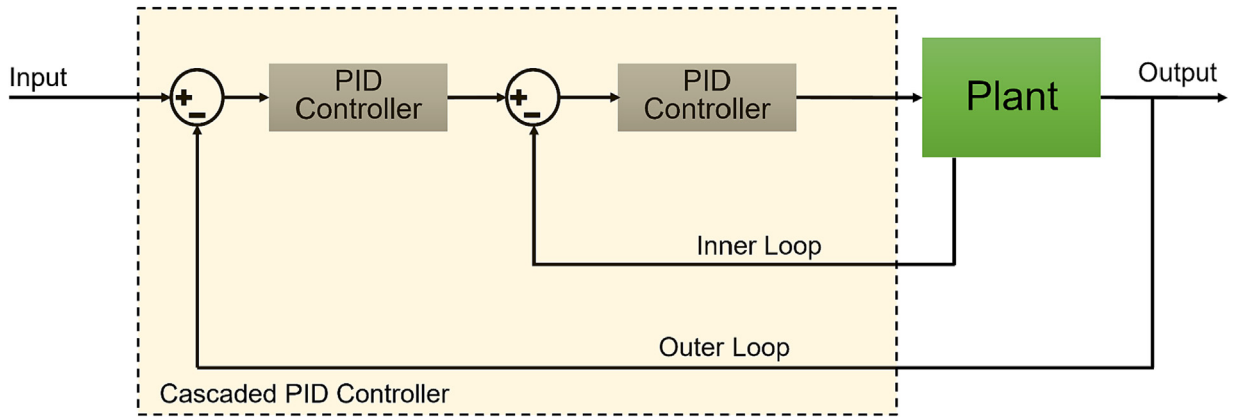 Input
+
−
PID
Controller
+
−
PID
Controller
Plant
Output
Inner Loop
Outer Loop
Cascaded PID Controller